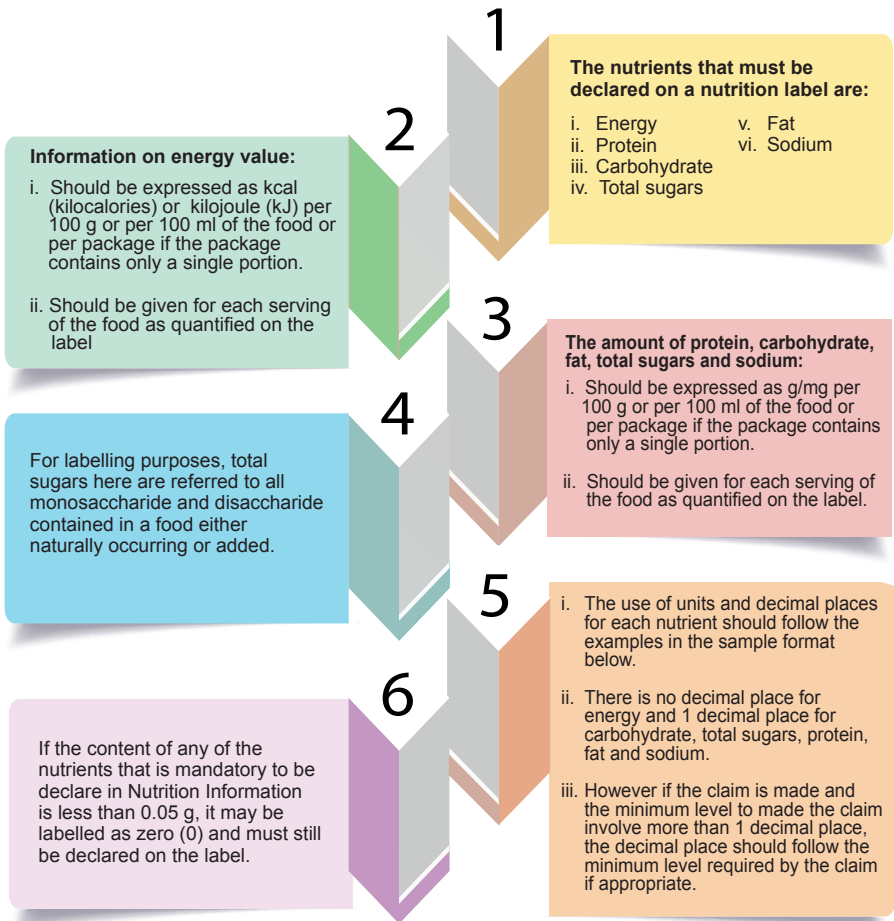 1
The nutrients that must be
declared on a nutrition label are:
i. Energy
ii. Protein
iii. Carbohydrate
iv. Total sugars
v. Fat
vi. Sodium
2
Information on energy value:
i. Should be expressed as kcal
(kilocalories) or kilojoule (kJ) per
100 g or per 100 ml of the food or
per package if the package
contains only a single portion.
ii. Should be given for each serving
of the food as quantified on the
label
3
The amount of protein, carbohydrate,
fat, total sugars and sodium:
i. Should be expressed as g/mg per
100 g or per 100 ml of the food or
per package if the package contains
only a single portion.
ii. Should be given for each serving of
the food as quantified on the label.
4
For labelling purposes, total
sugars here are referred to all
monosaccharide and disaccharide
contained in a food either
naturally occurring or added.
5
i. The use of units and decimal places
for each nutrient should follow the
examples in the sample format
below.
ii. There is no decimal place for
energy and 1 decimal place for
carbohydrate, total sugars, protein,
fat and sodium.
iii. However if the claim is made and
the minimum level to made the claim
involve more than 1 decimal place,
the decimal place should follow the
minimum level required by the claim
if appropriate.
6
If the content of any of the
nutrients that is mandatory to be
declare in Nutrition Information
is less than 0.05 g, it may be
labelled as zero (0) and must still
be declared on the label.